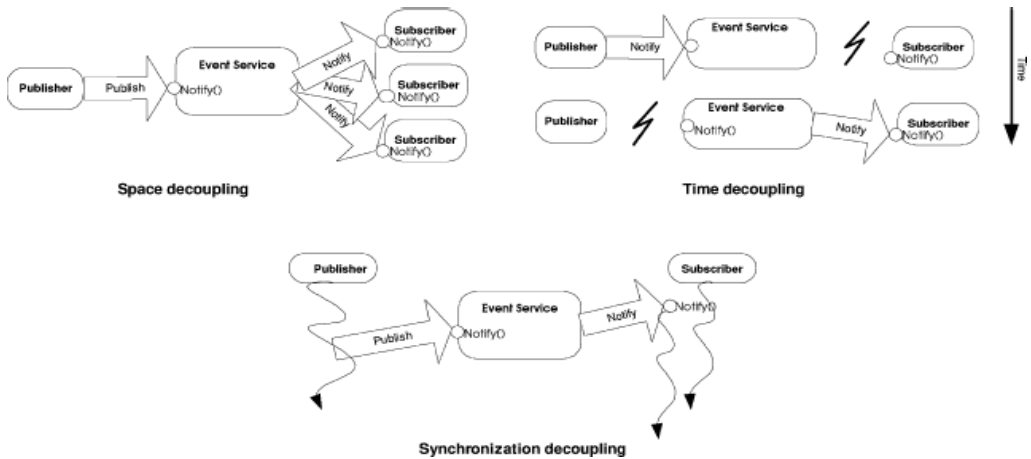 Subscriber
Notify()
Event Service
Notify
Publisher
Publish
Notify()
Notify
Subscriber
Notify()
Notify
Subscriber
Notify()
Space decoupling
Publisher
Notify
Event Service
Subscriber
Notify()
Time
Publisher
Event Service
Notify()
Notify
Subscriber
Notify()
Time decoupling
Publisher
Subscriber
Event Service
Publish
Notify()
Notify
Notify()
Synchronization decoupling